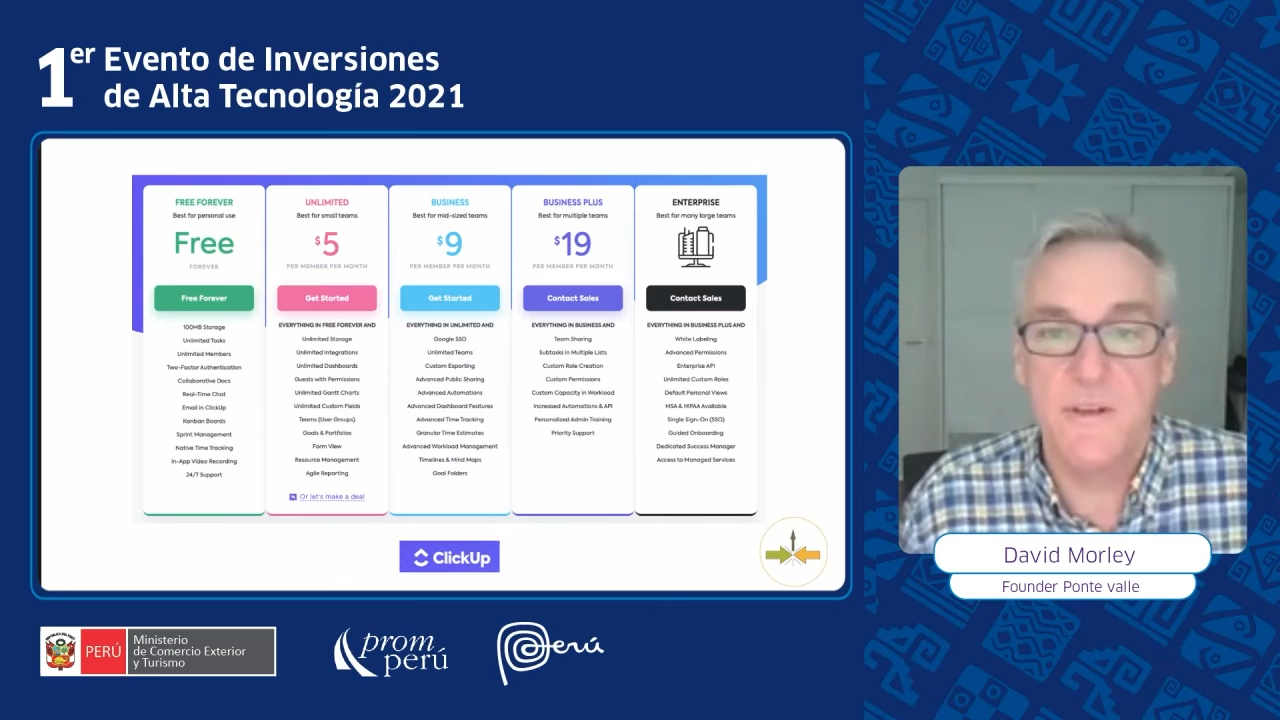 1er Evento de Inversiones
de Alta Tecnología 2021
FREE FOREVER
Best for personal use
Free
FOREVER
Free Forever
100MB Storage
Unlimited Tasks
Unlimited Members
Two-Factor Authentication
Collaborative Docs
Real-Time Chat
Email in ClickUp
Kanban Boards
Sprint Management
Native Time Tracking
In-App Video Recording
24/7 Support
UNLIMITED
Best for small teams
$5
PER MEMBER PER MONTH
Get Started
EVERYTHING IN FREE FOREVER AND
Unlimited Storage
Unlimited Integrations
Unlimited Dashboards
Guests with Permissions
Unlimited Gantt Charts
Unlimited Custom Fields
Teams (User Groups)
Goals & Portfolios
Form View
Resource Management
Agile Reporting
Or let's make a deal
BUSINESS
Best for mid-sized teams
$9
PER MEMBER PER MONTH
Get Started
EVERYTHING IN UNLIMITED AND
Google SSO
Unlimited Teams
Custom Exporting
Advanced Public Sharing
Advanced Automations
Advanced Dashboard Features
Advanced Time Tracking
Granular Time Estimates
Advanced Workload Management
Timelines & Mind Maps
Goal Folders
BUSINESS PLUS
Best for multiple teams
$19
PER MEMBER PER MONTH
Contact Sales
EVERYTHING IN BUSINESS AND
Team Sharing
Subtasks in Multiple Lists
Custom Role Creation
Custom Permissions
Custom Capacity in Workload
Increased Automations & API
Personalized Admin Training
Priority Support
ENTERPRISE
Best for many large teams
Contact Sales
EVERYTHING IN BUSINESS PLUS AND
White Labeling
Advanced Permissions
Enterprise API
Unlimited Custom Roles
Default Personal Views
MSA & HIPAA Available
Single Sign-On (SSO)
Guided Onboarding
Dedicated Success Manager
Access to Managed Services
ClickUp
David Morley
Founder Ponte valle
PERÚ
Ministerio
de Comercio Exterior
y Turismo
prom
perú
Perú